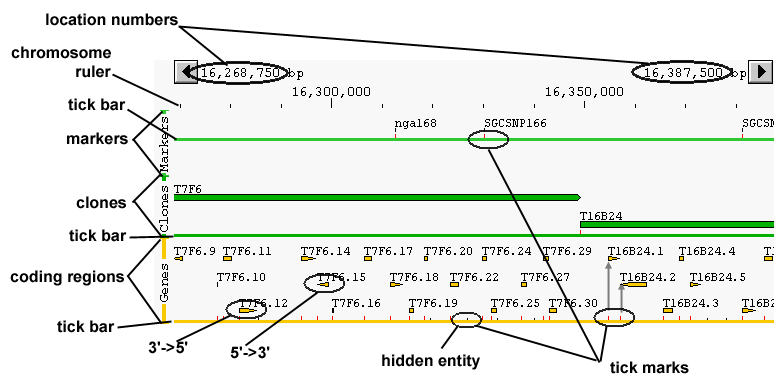 location numbers
chromosome
ruler
16,268,750 bp
16,387,500 bp
16,300,000
16,350,000
tick bar
nga168
SGCSNP166
SGCSN
markers
Markers
T7F6
clones
Clones
T16B24
tick bar
T7F6.9 T7F6.11 T7F6.14 T7F6.17 T7F6.20 T7F6.24 T7F6.29 T16B24.1 T16B24.4
coding regions
Genes
T7F6.10 T7F6.15 T7F6.18 T7F6.22 T7F6.27 T16B24.2 T16B24.5
T7F6.12 T7F6.16 T7F6.19 T7F6.25 T7F6.30 T16B24.3 T16B2
tick bar
3'->5'
5'->3'
hidden entity
tick marks